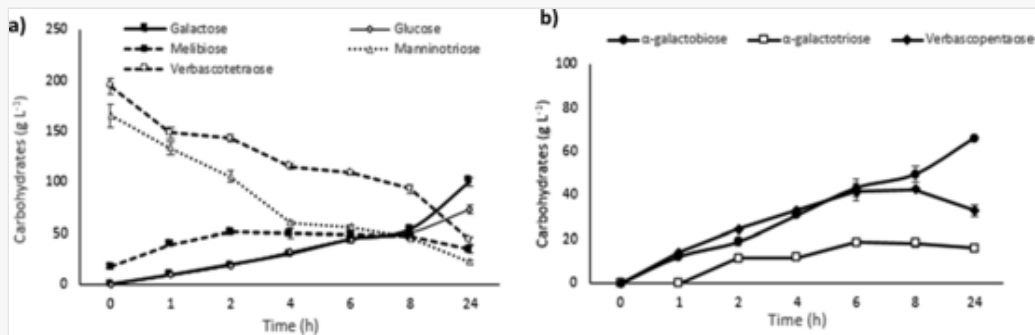 a)
Galactose
Glucose
Melibiose
Manninotriose
Verbascotetraose
Carbohydrates (g L⁻¹)
250
200
150
100
50
0
0 1 2 4 6 8 24
Time (h)
b)
α-galactobiose
α-galactotriose
Verbascopentaose
Carbohydrates (g L⁻¹)
100
80
60
40
20
0
0 1 2 4 6 8 24
Time (h)